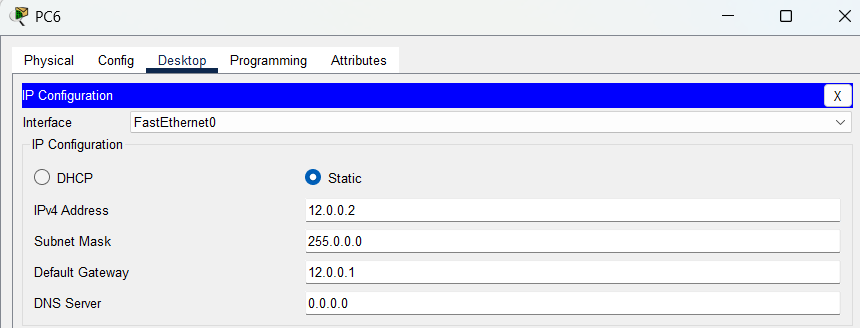 PC6
Physical Config Desktop Programming Attributes
IP Configuration X
Interface FastEthernet0
IP Configuration
DHCP Static
IPv4 Address 12.0.0.2
Subnet Mask 255.0.0.0
Default Gateway 12.0.0.1
DNS Server 0.0.0.0